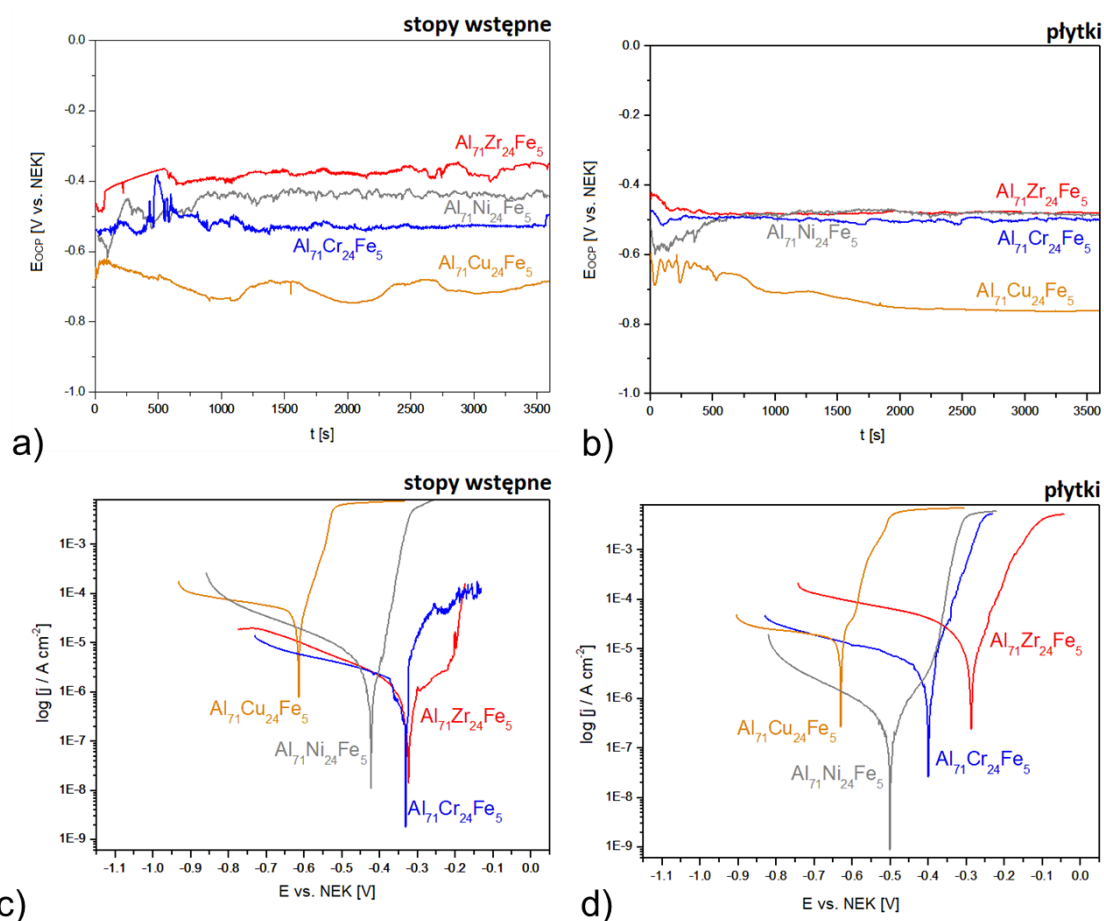 stopy wstępne
0.0
-0.2
-0.4
-0.6
-0.8
-1.0
E_OCP [V vs. NEK]
Al₇₁Zr₂₄Fe₅
Al₇₁Ni₂₄Fe₅
Al₇₁Cr₂₄Fe₅
Al₇₁Cu₂₄Fe₅
0 500 1000 1500 2000 2500 3000 3500
t [s]
a)
płytki
0.0
-0.2
-0.4
-0.6
-0.8
-1.0
E_OCP [V vs. NEK]
Al₇₁Zr₂₄Fe₅
Al₇₁Ni₂₄Fe₅
Al₇₁Cr₂₄Fe₅
Al₇₁Cu₂₄Fe₅
0 500 1000 1500 2000 2500 3000 3500
t [s]
b)
stopy wstępne
1E-3
1E-4
1E-5
1E-6
1E-7
1E-8
1E-9
log [j / A cm⁻²]
Al₇₁Cu₂₄Fe₅
Al₇₁Zr₂₄Fe₅
Al₇₁Ni₂₄Fe₅
Al₇₁Cr₂₄Fe₅
-1.1 -1.0 -0.9 -0.8 -0.7 -0.6 -0.5 -0.4 -0.3 -0.2 -0.1 0.0
E vs. NEK [V]
c)
płytki
1E-3
1E-4
1E-5
1E-6
1E-7
1E-8
1E-9
log [j / A cm⁻²]
Al₇₁Zr₂₄Fe₅
Al₇₁Cu₂₄Fe₅
Al₇₁Cr₂₄Fe₅
Al₇₁Ni₂₄Fe₅
-1.1 -1.0 -0.9 -0.8 -0.7 -0.6 -0.5 -0.4 -0.3 -0.2 -0.1 0.0
E vs. NEK [V]
d)